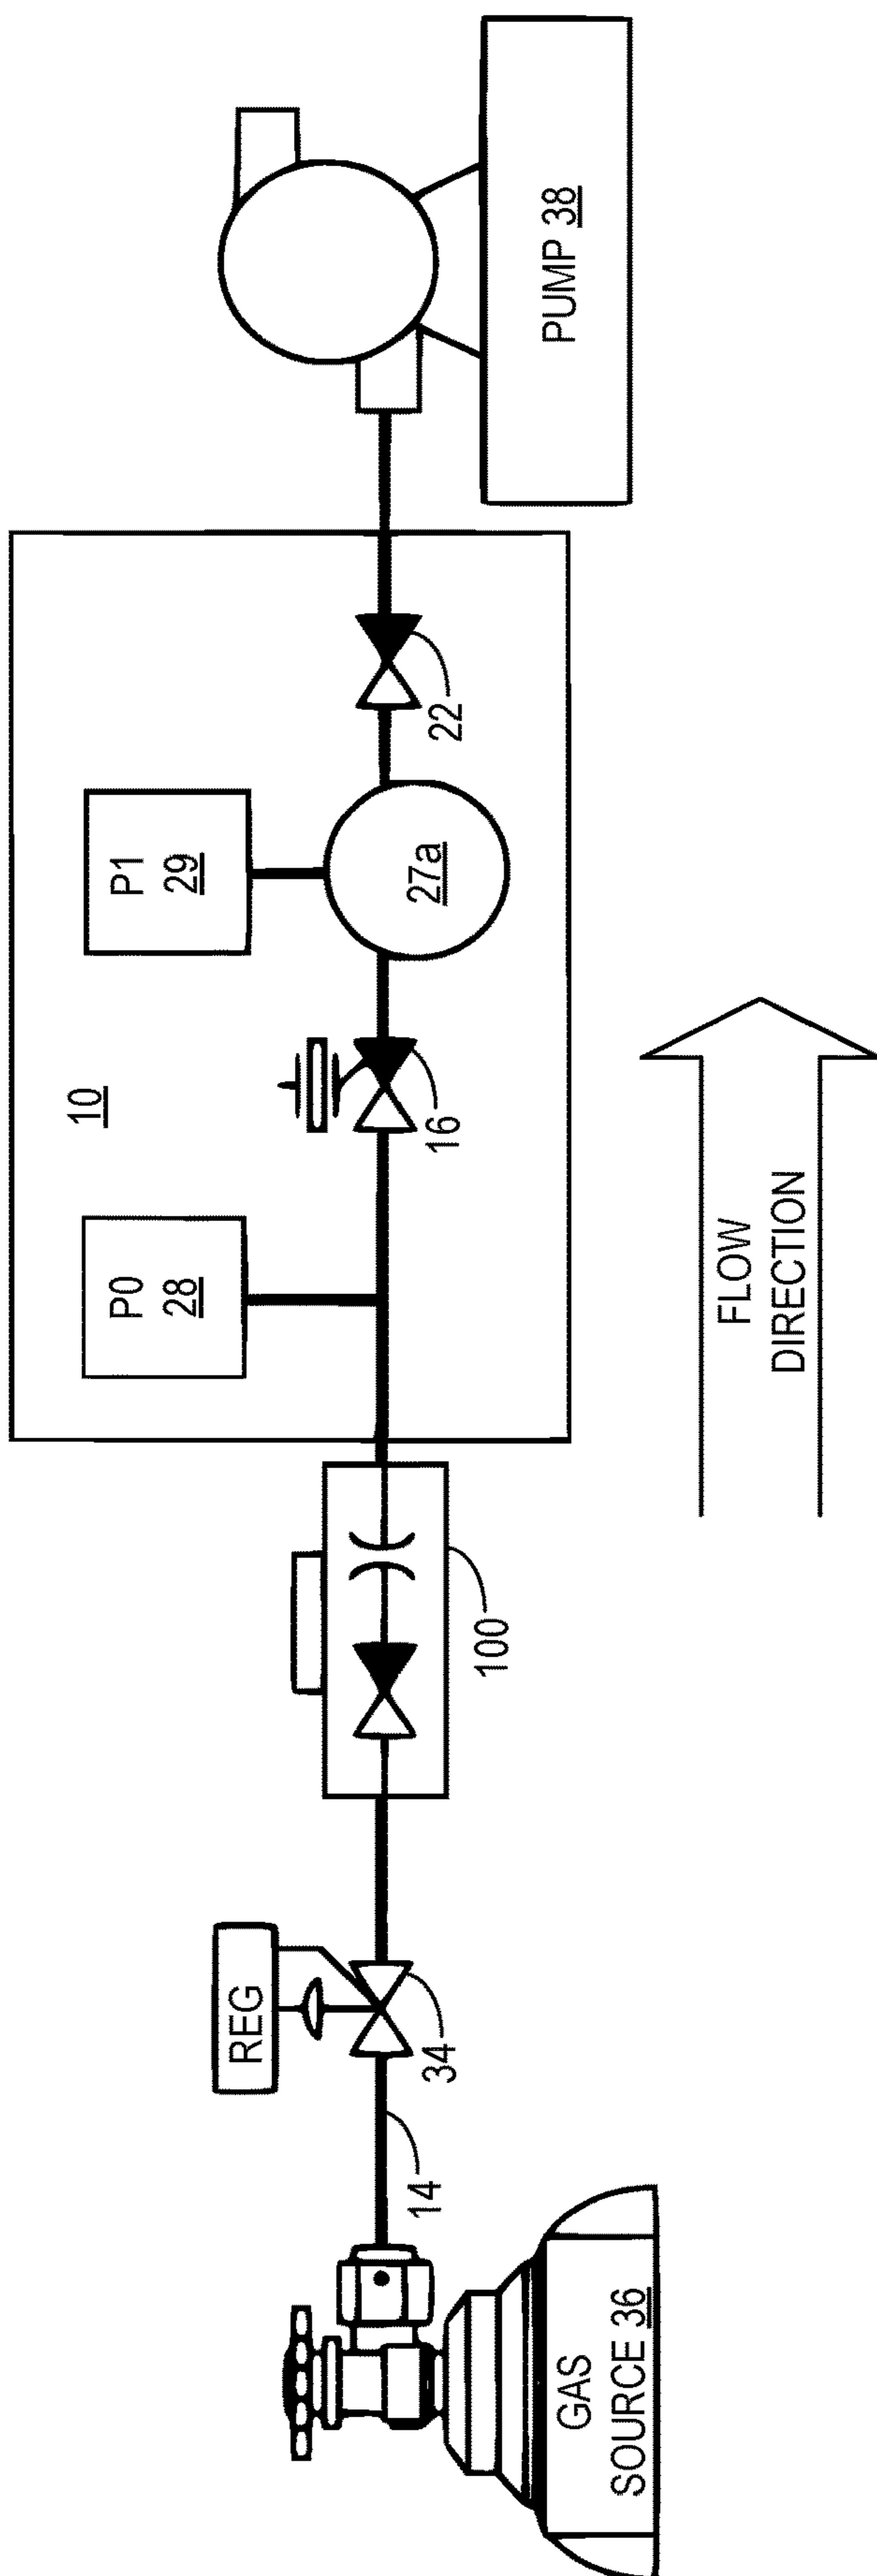 GAS
SOURCE 36
14
REG
34
100
P0
28
10
16
P1
29
27a
22
PUMP 38
FLOW
DIRECTION